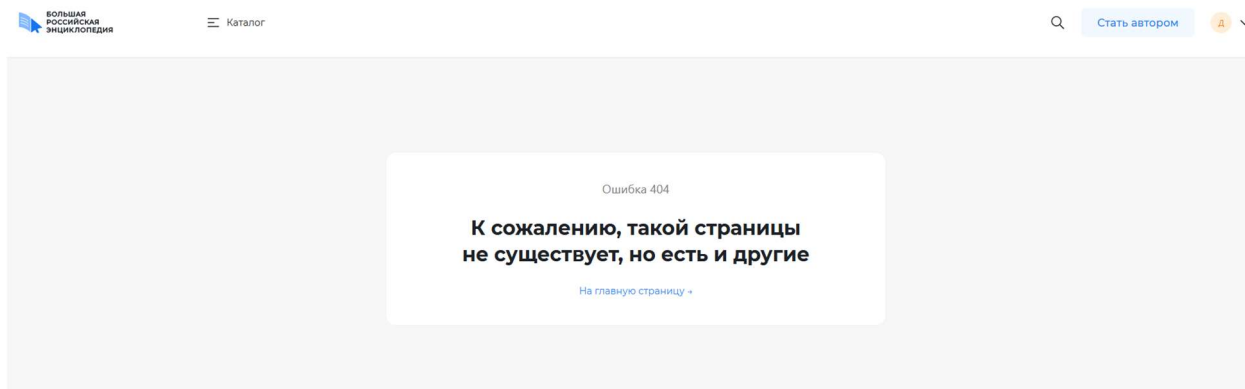 БОЛЬШАЯ
РОССИЙСКАЯ
ЭНЦИКЛОПЕДИЯ
Каталог
Стать автором
Д
Ошибка 404
К сожалению, такой страницы
не существует, но есть и другие
На главную страницу →